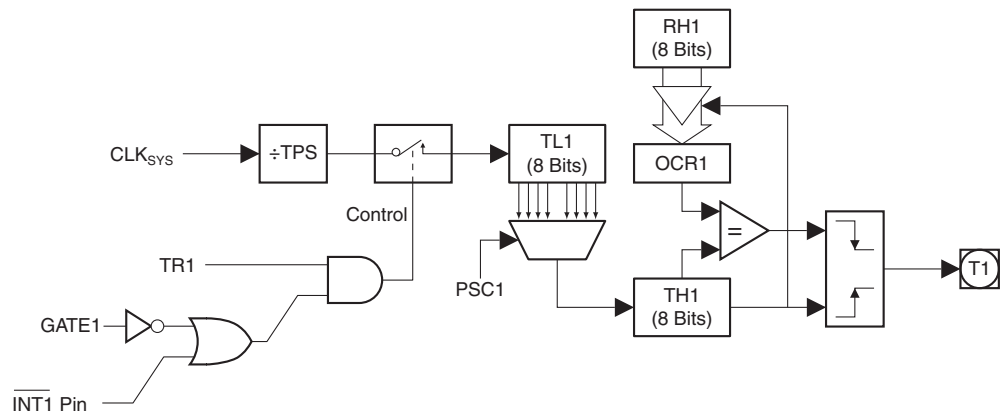 RH1
(8 Bits)
CLKSYS
÷TPS
TL1
(8 Bits)
OCR1
Control
=
TR1
PSC1
TH1
(8 Bits)
T1
GATE1
INT1 Pin